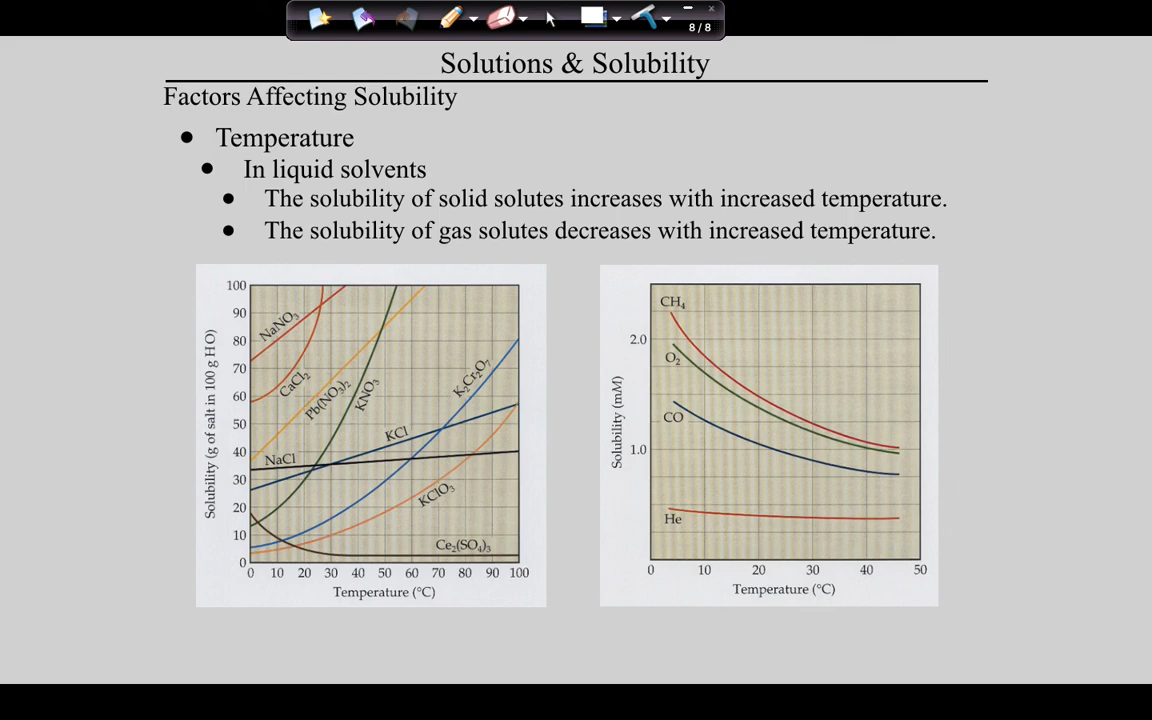 8/8
Solutions & Solubility
Factors Affecting Solubility
● Temperature
● In liquid solvents
● The solubility of solid solutes increases with increased temperature.
● The solubility of gas solutes decreases with increased temperature.
Solubility (g of salt in 100 g HO)
100
90
80
70
60
50
40
30
20
10
0
NaNO₃
CaCl₂
Pb(NO₃)₂
KNO₃
K₂Cr₂O₇
KCl
NaCl
KClO₃
Ce₂(SO₄)₃
0 10 20 30 40 50 60 70 80 90 100
Temperature (°C)
Solubility (mM)
2.0
1.0
CH₄
O₂
CO
He
0 10 20 30 40 50
Temperature (°C)